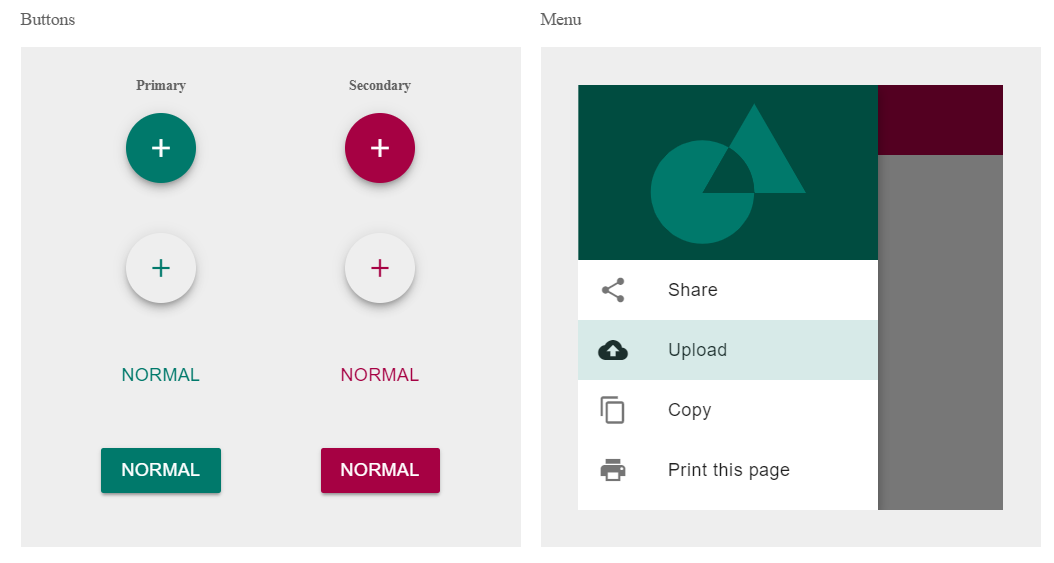 Buttons
Menu
Primary
Secondary
NORMAL
NORMAL
NORMAL
NORMAL
Share
Upload
Copy
Print this page